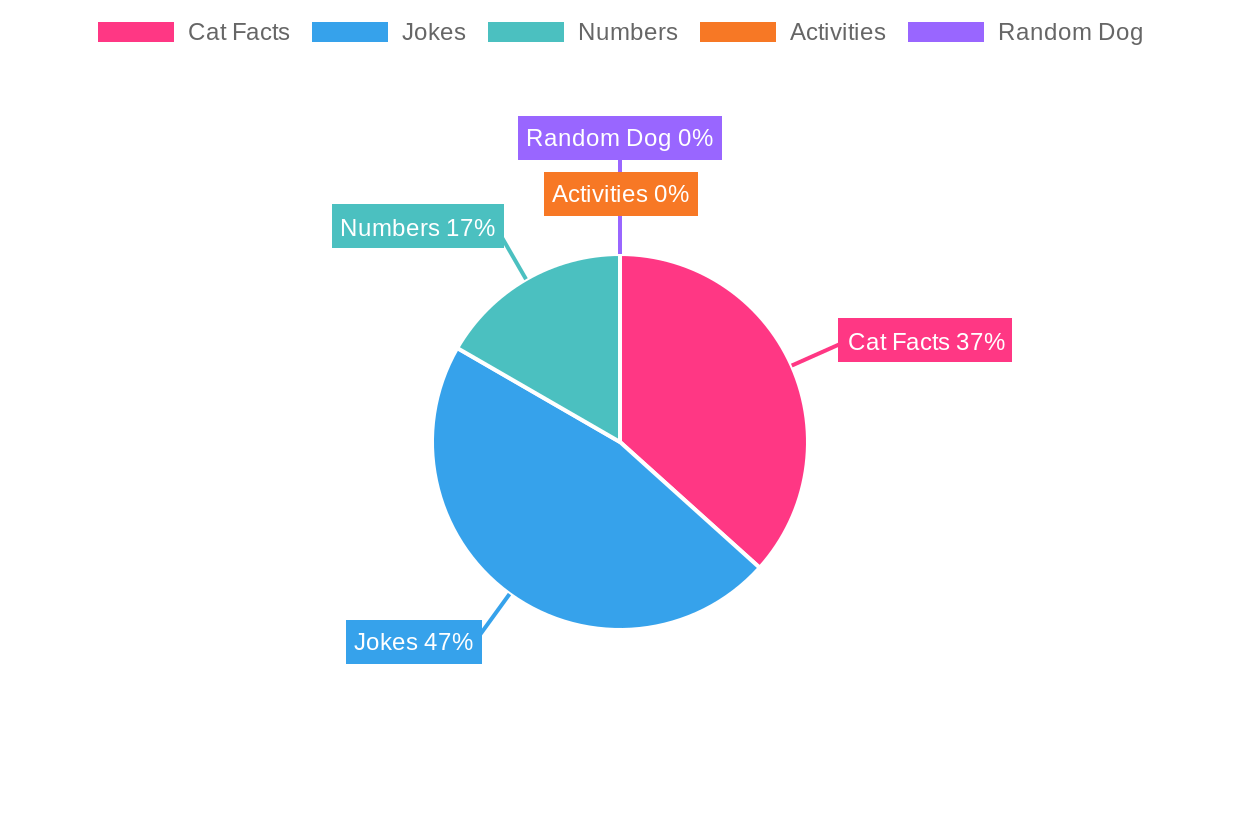 Cat Facts Jokes Numbers Activities Random Dog
Random Dog 0%
Activities 0%
Numbers 17%
Cat Facts 37%
Jokes 47%